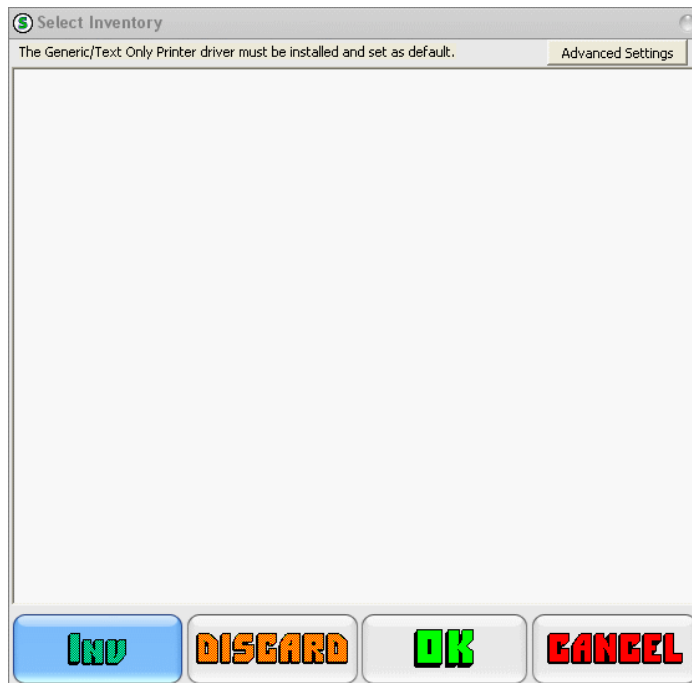 S Select Inventory
The Generic/Text Only Printer driver must be installed and set as default. Advanced Settings
INV DISCARD OK CANCEL